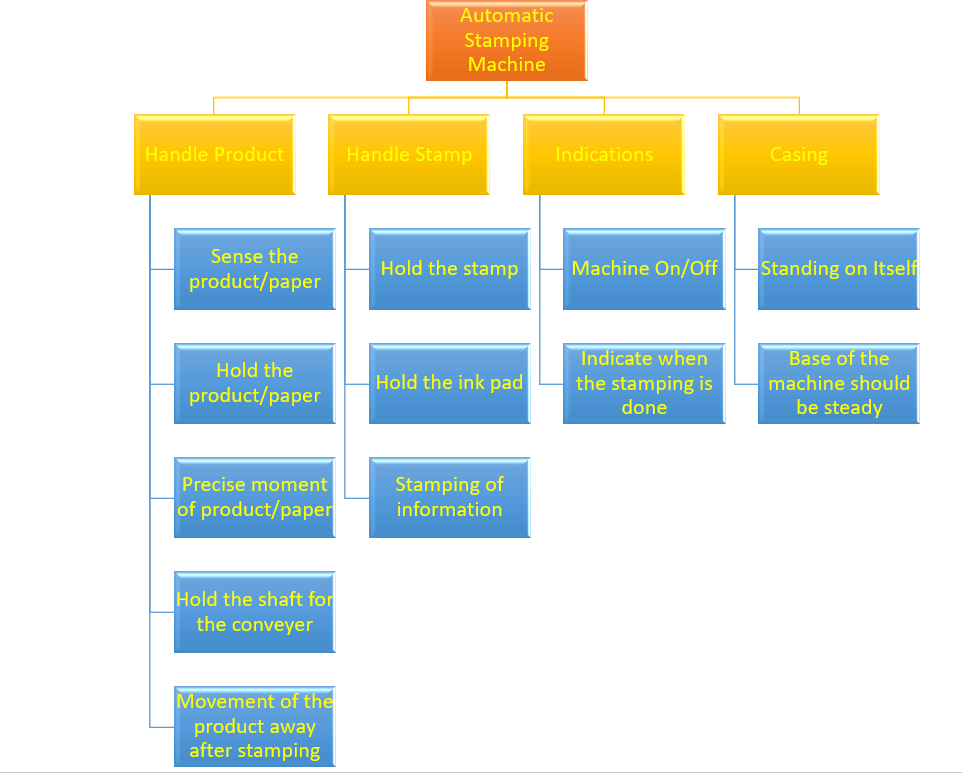 Automatic
Stamping
Machine
Handle Product
Handle Stamp
Indications
Casing
Sense the
product/paper
Hold the
product/paper
Precise moment
of product/paper
Hold the shaft for
the conveyer
Movement of the
product away
after stamping
Hold the stamp
Hold the ink pad
Stamping of
information
Machine On/Off
Indicate when
the stamping is
done
Standing on Itself
Base of the
machine should
be steady